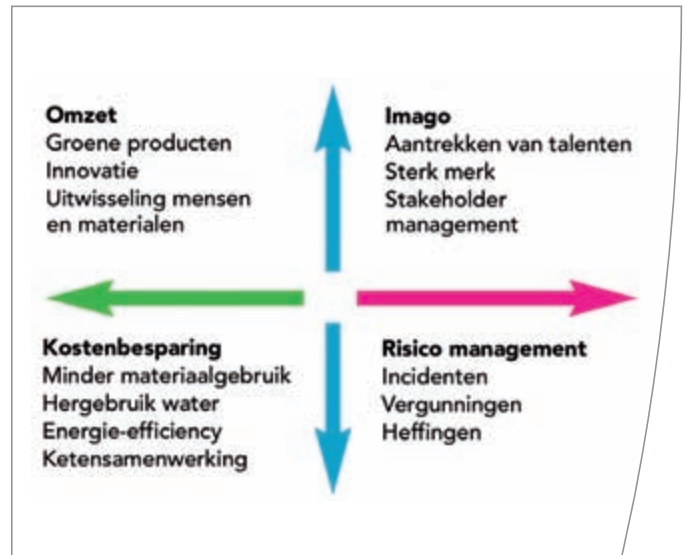 Omzet
Groene producten
Innovatie
Uitwisseling mensen
en materialen
Imago
Aantrekken van talenten
Sterk merk
Stakeholder
management
Kostenbesparing
Minder materiaalgebruik
Hergebruik water
Energie-efficiency
Ketensamenwerking
Risico management
Incidenten
Vergunningen
Heffingen